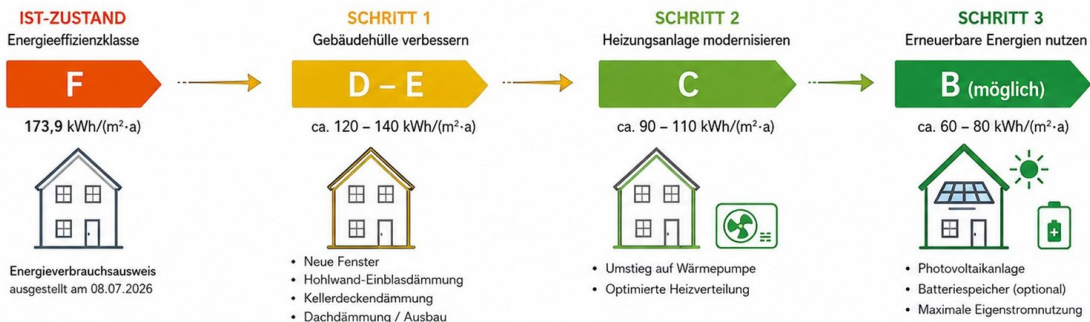 IST-ZUSTAND
Energieeffizienzklasse
F
173,9 kWh/(m²·a)
Energieverbrauchsausweis
ausgestellt am 08.07.2026
SCHRITT 1
Gebäudehülle verbessern
D – E
ca. 120 – 140 kWh/(m²·a)
• Neue Fenster
• Hohlwand-Einblasdämmung
• Kellerdeckendämmung
• Dachdämmung / Ausbau
SCHRITT 2
Heizungsanlage modernisieren
C
ca. 90 – 110 kWh/(m²·a)
• Umstieg auf Wärmepumpe
• Optimierte Heizverteilung
SCHRITT 3
Erneuerbare Energien nutzen
B (möglich)
ca. 60 – 80 kWh/(m²·a)
• Photovoltaikanlage
• Batteriespeicher (optional)
• Maximale Eigenstromnutzung